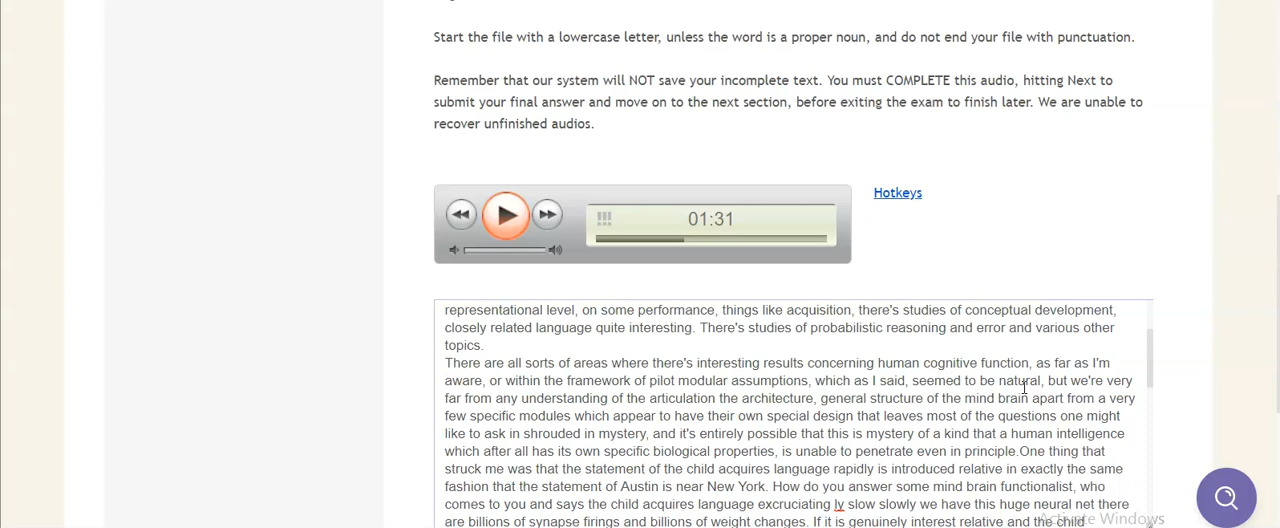 Start the file with a lowercase letter, unless the word is a proper noun, and do not end your file with punctuation.
Remember that our system will NOT save your incomplete text. You must COMPLETE this audio, hitting Next to
submit your final answer and move on to the next section, before exiting the exam to finish later. We are unable to
recover unfinished audios.
Hotkeys
01:31
representational level, on some performance, things like acquisition, there's studies of conceptual development,
closely related language quite interesting. There's studies of probabilistic reasoning and error and various other
topics.
There are all sorts of areas where there's interesting results concerning human cognitive function, as far as I'm
aware, or within the framework of pilot modular assumptions, which as I said, seemed to be natural, but we're very
far from any understanding of the articulation the architecture, general structure of the mind brain apart from a very
few specific modules which appear to have their own special design that leaves most of the questions one might
like to ask in shrouded in mystery, and it's entirely possible that this is mystery of a kind that a human intelligence
which after all has its own specific biological properties, is unable to penetrate even in principle.One thing that
struck me was that the statement of the child acquires language rapidly is introduced relative in exactly the same
fashion that the statement of Austin is near New York. How do you answer some mind brain functionalist, who
comes to you and says the child acquires language excruciating ly slow slowly we have this huge neural net there
are billions of synapse firings and billions of weight changes. If it is genuinely interest relative and the child
Activate Windows